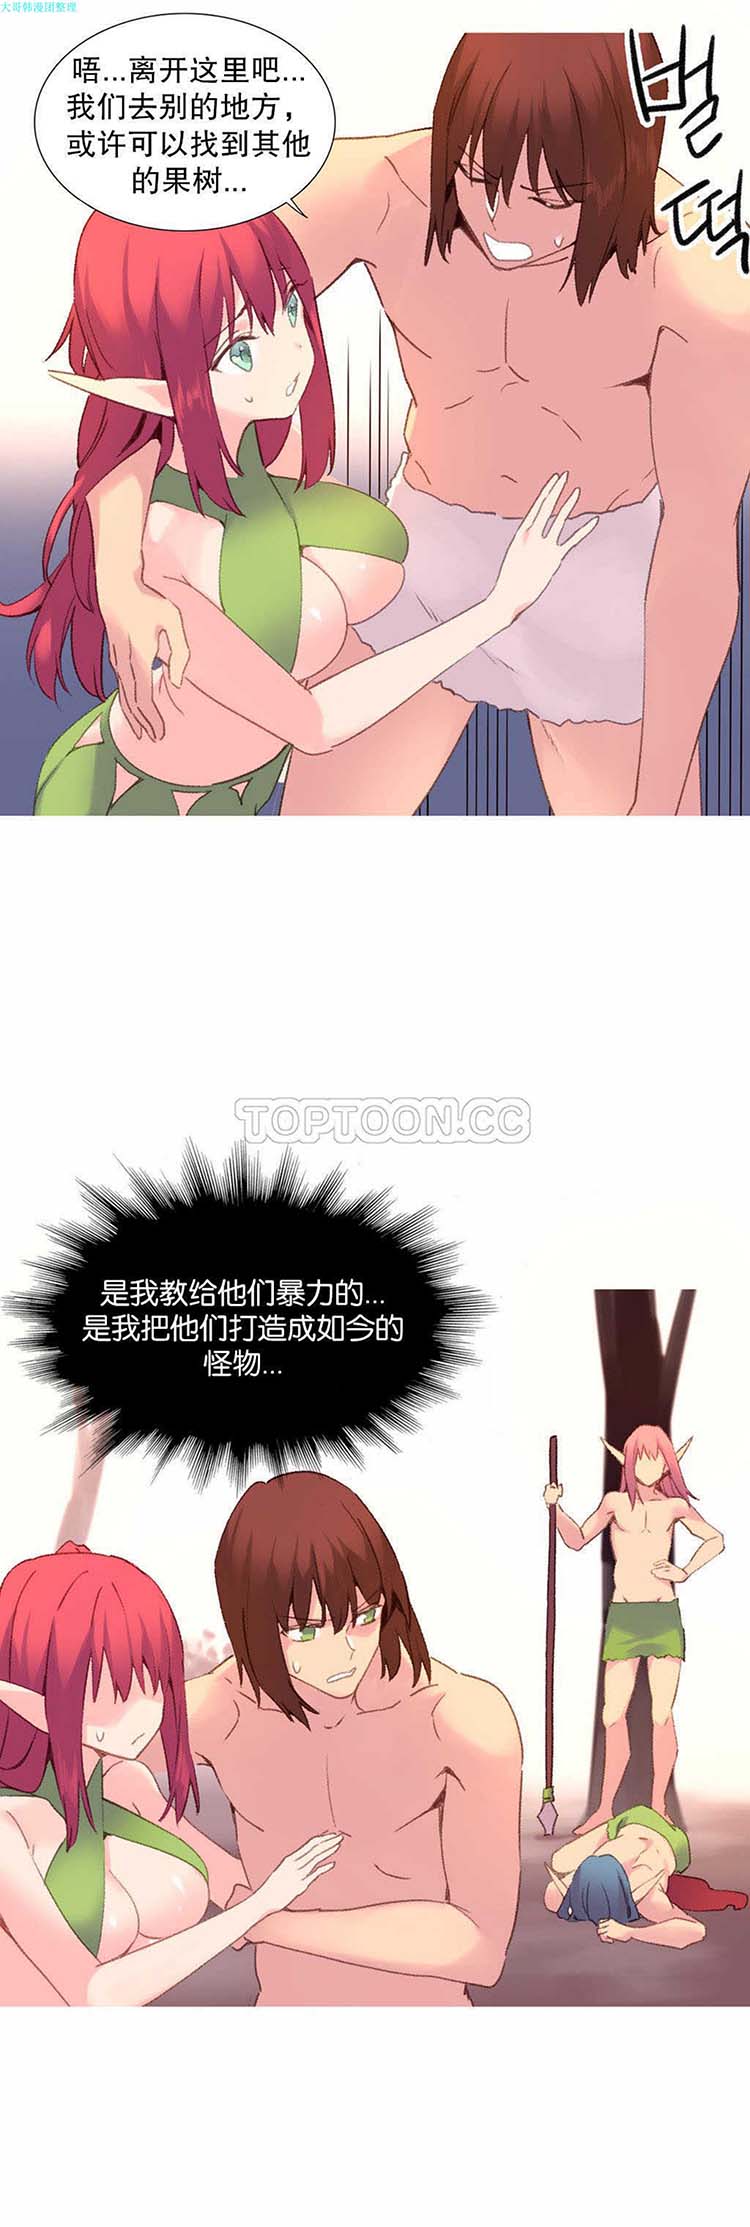 大哥韩漫团整理
唔...离开这里吧...
我们去别的地方，
或许可以找到其他
的果树...
벌
떡
TOPTOON.CC
是我教给他们暴力的...
是我把他们打造成如今的
怪物...